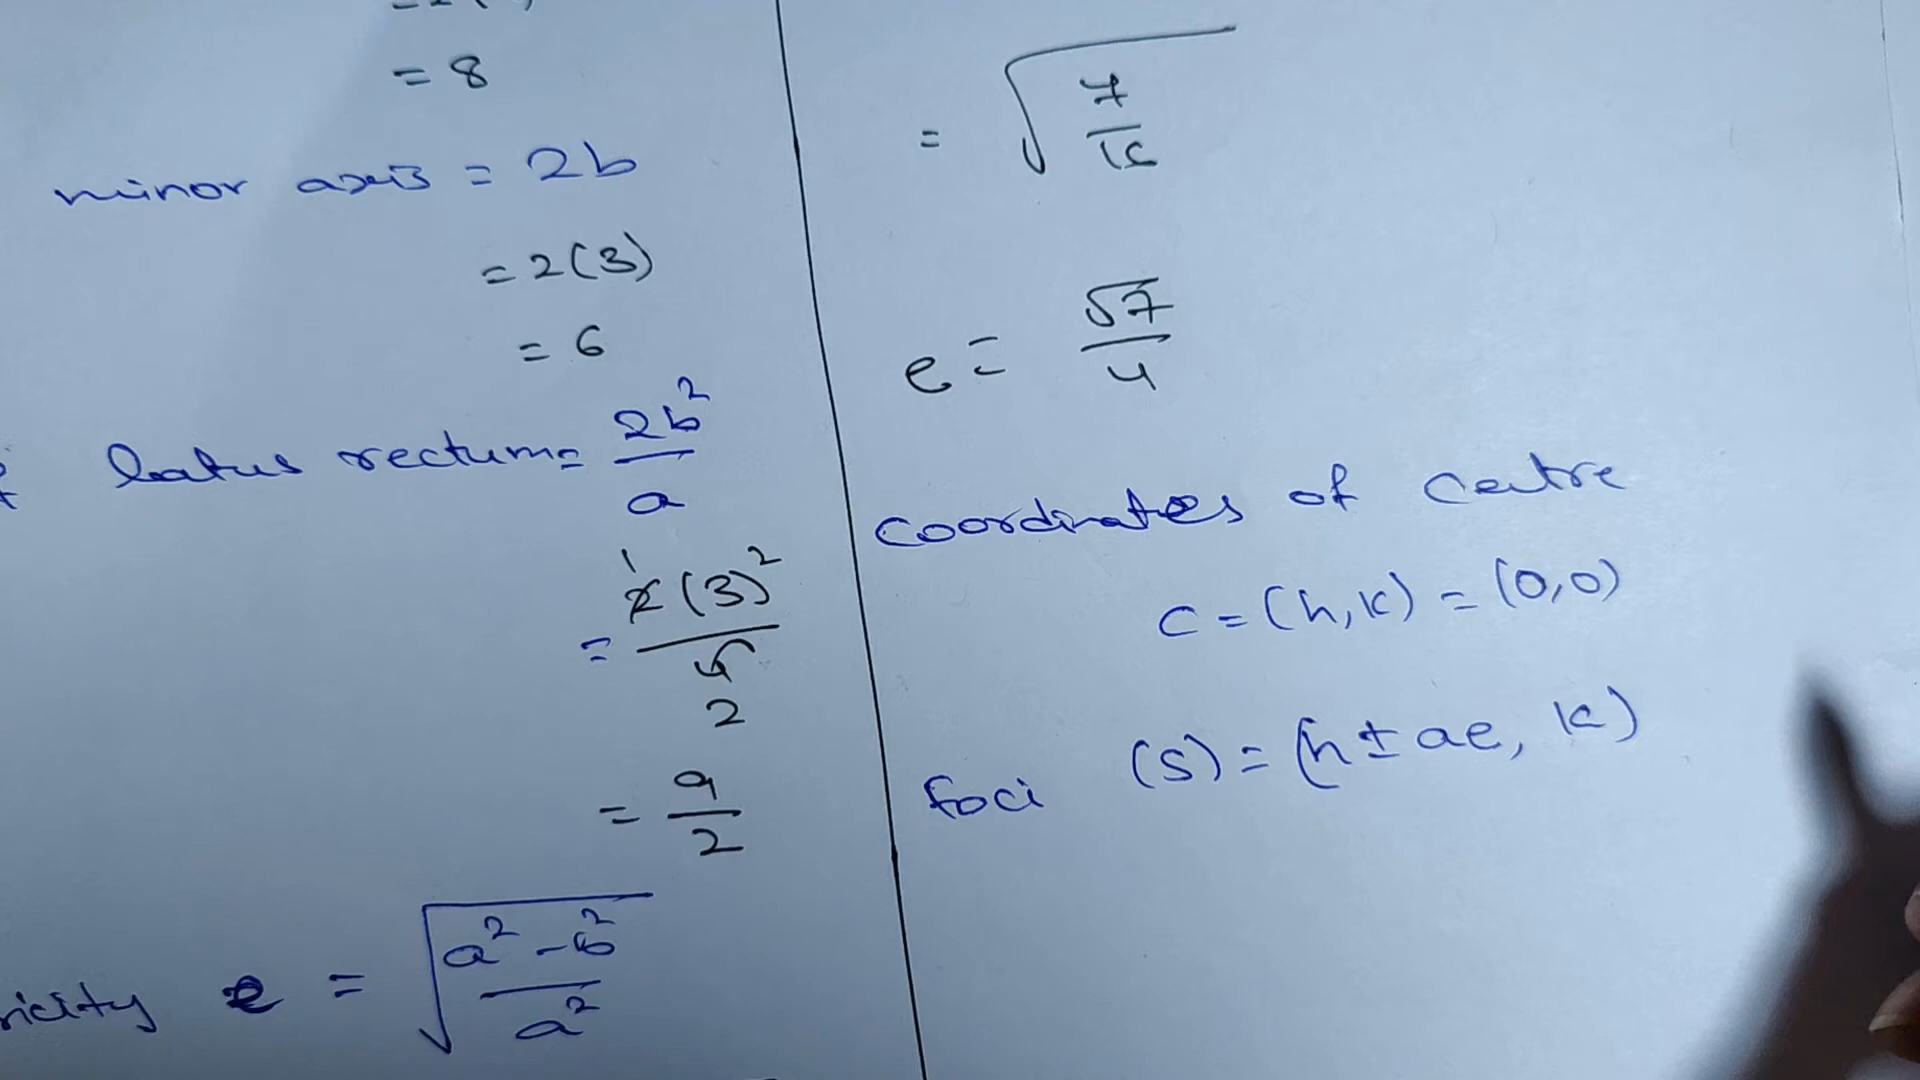 = 8
minor axis = 2b
= 2(3)
= 6
latus rectum = 2b²/a
= 2(3)²/4
1
2
= 9/2
e = √(a² - b²/a²)
= √(7/16)
e = √7/4
coordinates of centre
C = (h, k) = (0,0)
foci (S) = (h ± ae, k)